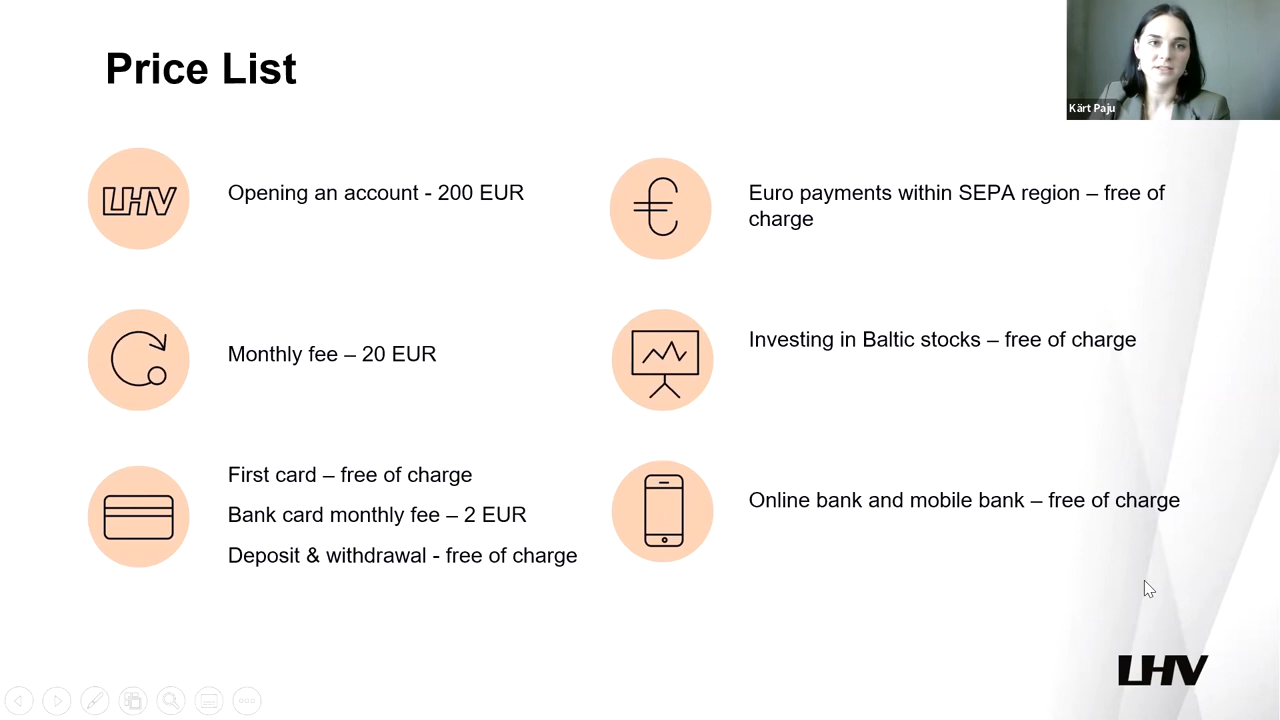 Price List
Kärt Paju
LHV
Opening an account - 200 EUR
Euro payments within SEPA region – free of
charge
Monthly fee – 20 EUR
Investing in Baltic stocks – free of charge
First card – free of charge
Bank card monthly fee – 2 EUR
Deposit & withdrawal - free of charge
Online bank and mobile bank – free of charge
LHV